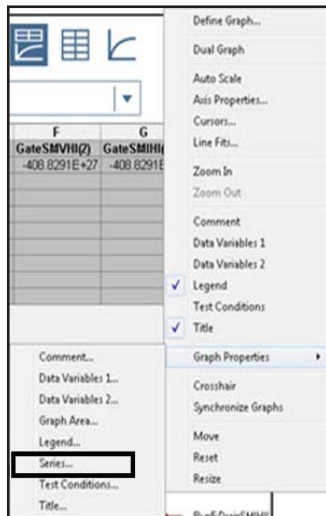 Define Graph...
Dual Graph
Auto Scale
Axis Properties...
Cursors...
Line Fits...
Zoom In
Zoom Out
Comment
Data Variables 1
Data Variables 2
Legend
Test Conditions
Title
Graph Properties
Crosshair
Synchronize Graphs
Move
Reset
Resize
F G
GateSMVHI(2) GateSMIHI(
-408.8291E+27 -408.8291E
Comment...
Data Variables 1...
Data Variables 2...
Graph Area...
Legend...
Series...
Test Conditions...
Title...